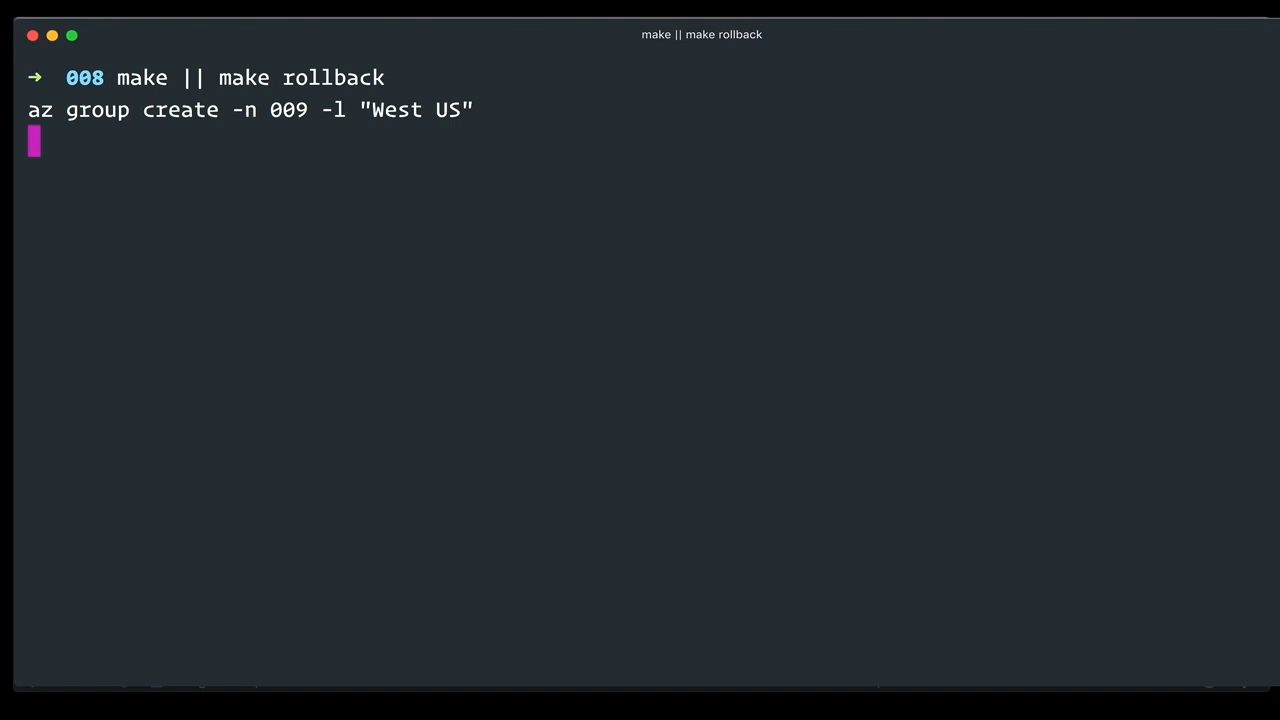 make || make rollback
➜ 008 make || make rollback
az group create -n 009 -l "West US"